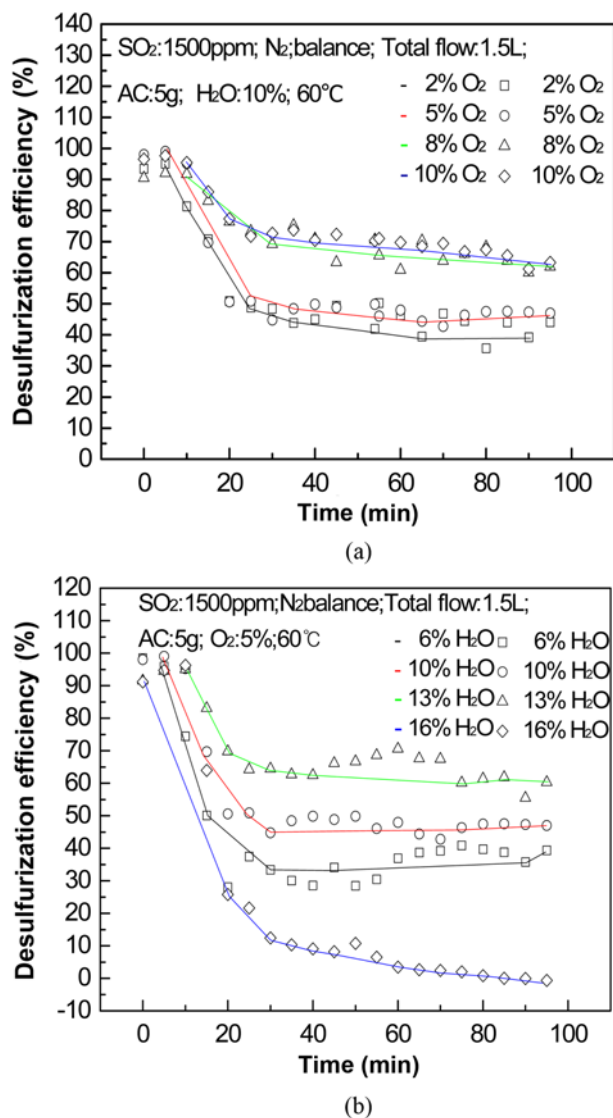 140
130
120
110
100
90
80
70
60
50
40
30
20
10
0
Desulfurization efficiency (%)
SO2:1500ppm; N2;balance; Total flow:1.5L;
AC:5g; H2O:10%; 60℃
2% O2 2% O2
5% O2 5% O2
8% O2 8% O2
10% O2 10% O2
0 20 40 60 80 100
Time (min)
(a)
120
110
100
90
80
70
60
50
40
30
20
10
0
-10
Desulfurization efficiency (%)
SO2:1500ppm;N2balance;Total flow:1.5L;
AC:5g; O2:5%;60℃
6% H2O 6% H2O
10% H2O 10% H2O
13% H2O 13% H2O
16% H2O 16% H2O
0 20 40 60 80 100
Time (min)
(b)